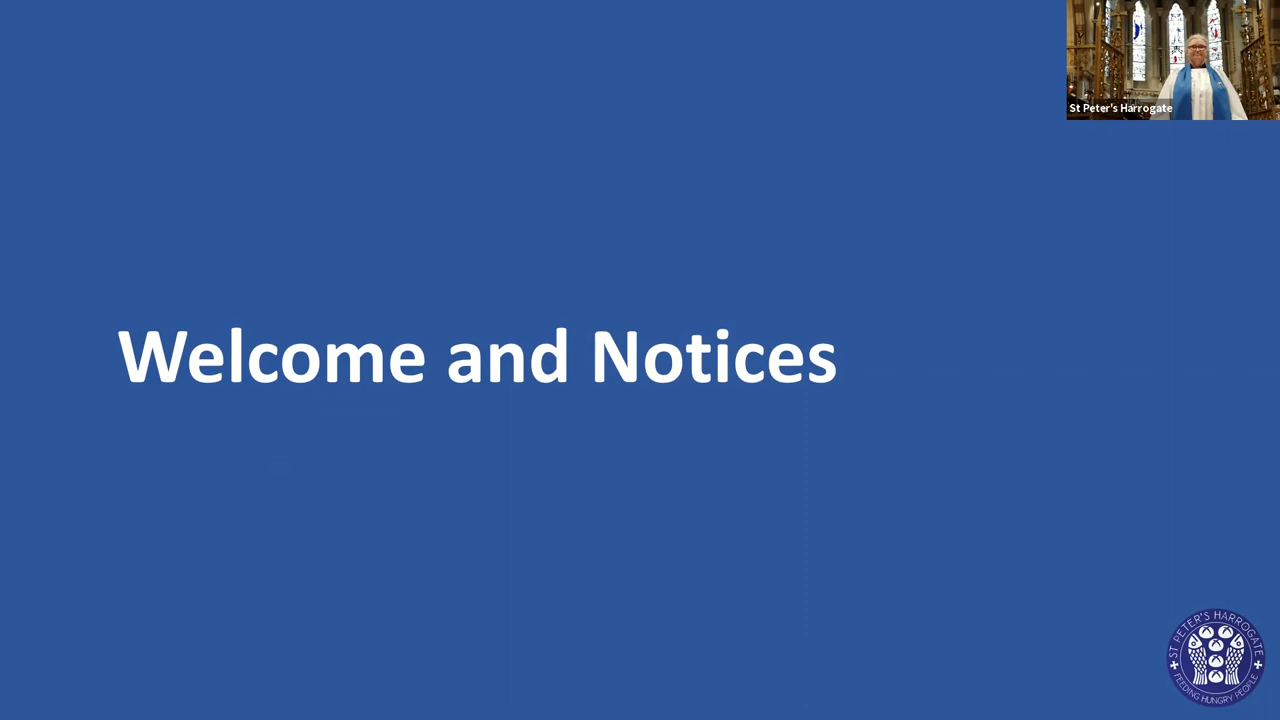 St Peter's Harrogate
Welcome and Notices
ST PETER'S HARROGATE
FEEDING HUNGRY PEOPLE